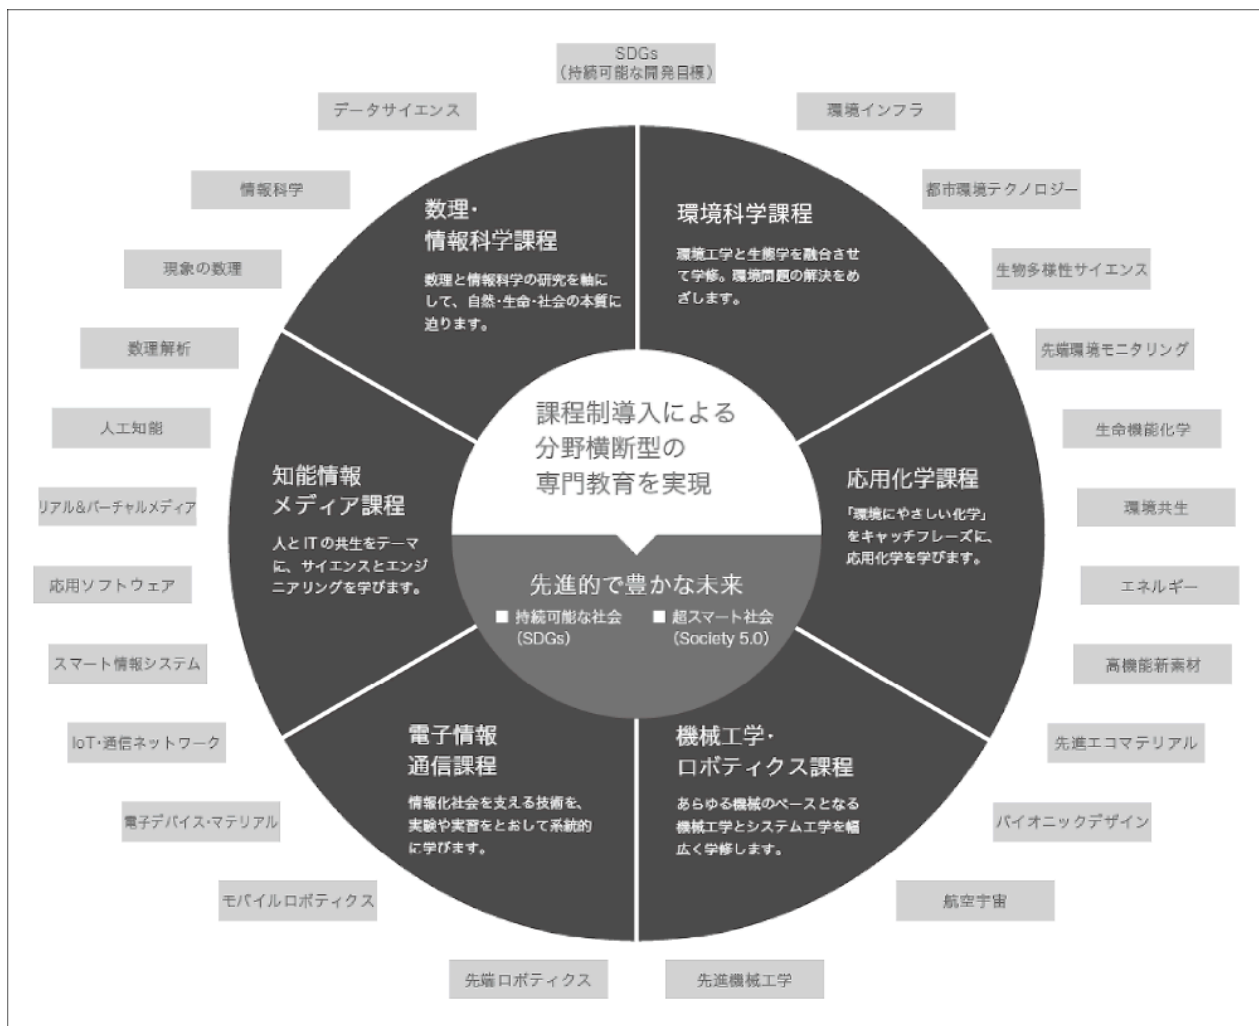 SDGs
(持続可能な開発目標)
データサイエンス
環境インフラ
情報科学
都市環境テクノロジー
現象の数理
生物多様性サイエンス
数理解析
先端環境モニタリング
人工知能
生命機能化学
リアル&バーチャルメディア
環境共生
応用ソフトウェア
エネルギー
スマート情報システム
高機能新素材
IoT・通信ネットワーク
先進エコマテリアル
電子デバイス・マテリアル
バイオニックデザイン
モバイルロボティクス
航空宇宙
先端ロボティクス
先進機械工学
数理・
情報科学課程
数理と情報科学の研究を軸に
して、自然・生命・社会の本質に
迫ります。
環境科学課程
環境工学と生態学を融合させ
て学修。環境問題の解決をめ
ざします。
知能情報
メディア課程
人とITの共生をテーマ
に、サイエンスとエンジ
ニアリングを学びます。
応用化学課程
「環境にやさしい化学」
をキャッチフレーズに、
応用化学を学びます。
電子情報
通信課程
情報化社会を支える技術を、
実験や実習をとおして系統的
に学びます。
機械工学・
ロボティクス課程
あらゆる機械のベースとなる
機械工学とシステム工学を幅
広く学修します。
課程制導入による
分野横断型の
専門教育を実現
先進的で豊かな未来
■ 持続可能な社会
(SDGs)
■ 超スマート社会
(Society 5.0)